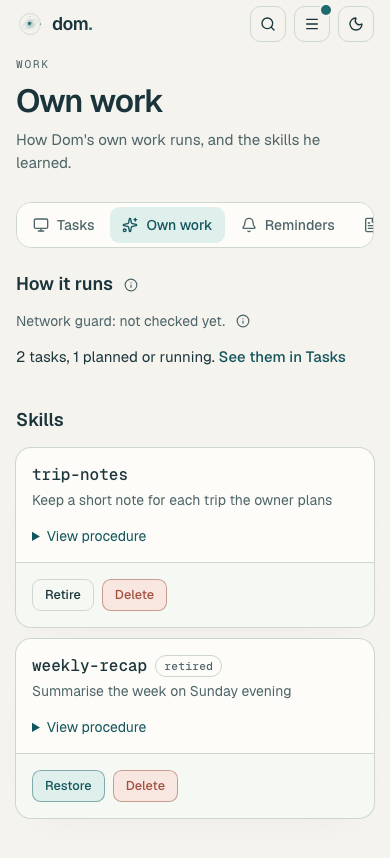 dom.
WORK
Own work
How Dom's own work runs, and the skills he
learned.
Tasks
Own work
Reminders
How it runs
Network guard: not checked yet.
2 tasks, 1 planned or running. See them in Tasks
Skills
trip-notes
Keep a short note for each trip the owner plans
View procedure
Retire
Delete
weekly-recap retired
Summarise the week on Sunday evening
View procedure
Restore
Delete